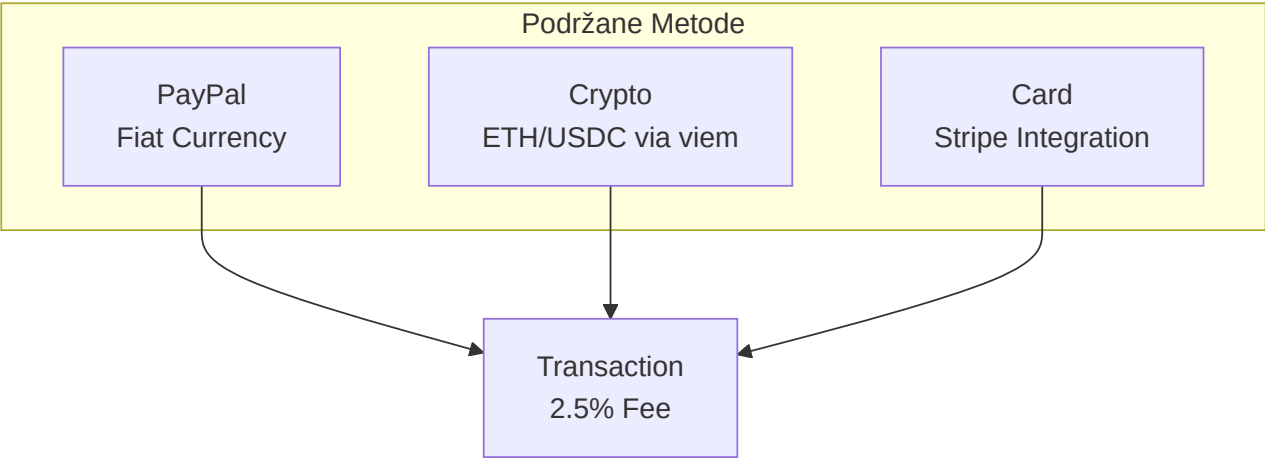 Podržane Metode
PayPal
Fiat Currency
Crypto
ETH/USDC via viem
Card
Stripe Integration
Transaction
2.5% Fee